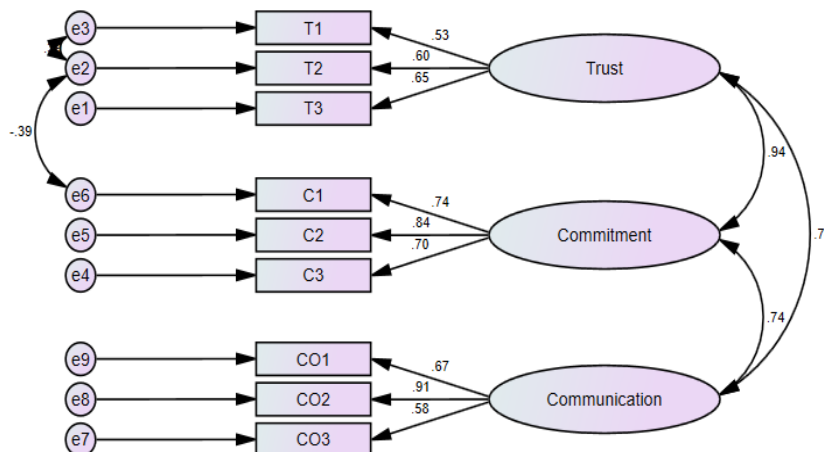 e3
T1
.53
e2
T2
.60
Trust
e1
T3
.65
-.39
.94
e6
C1
.74
e5
C2
.84
Commitment
.7
e4
C3
.70
.74
e9
CO1
.67
e8
CO2
.91
Communication
e7
CO3
.58